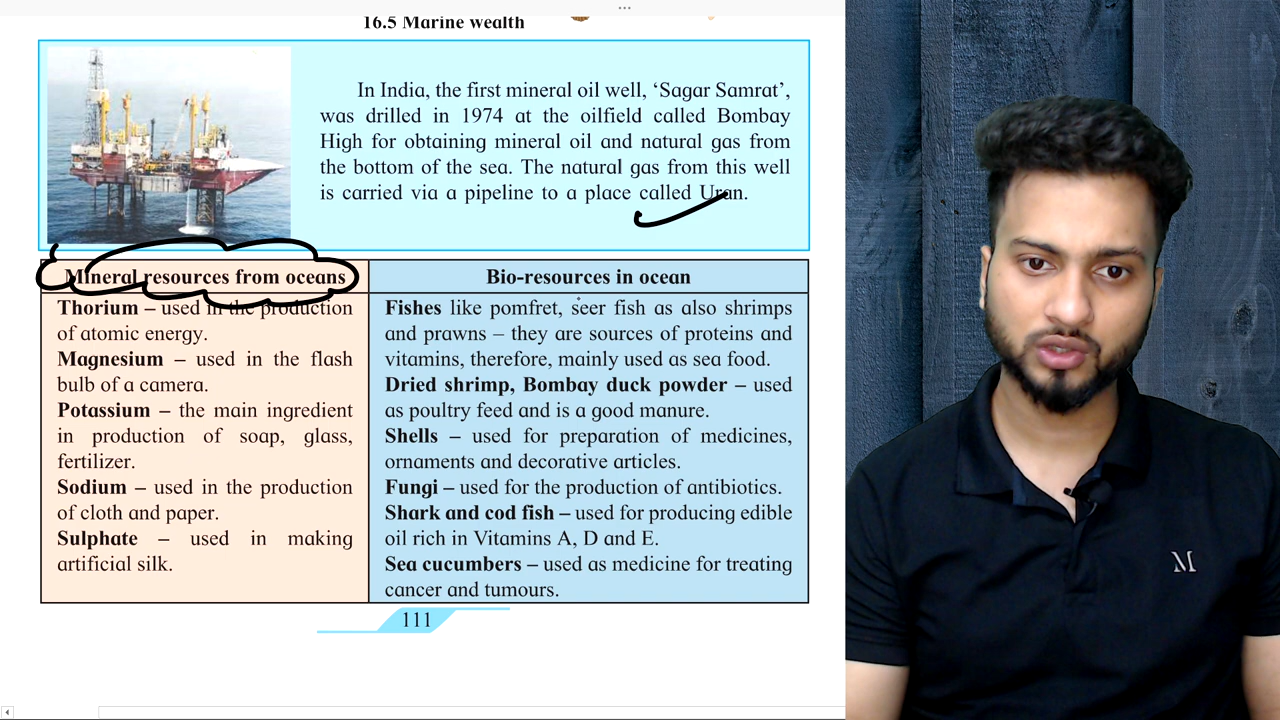 16.5 Marine wealth
In India, the first mineral oil well, ‘Sagar Samrat’,
was drilled in 1974 at the oilfield called Bombay
High for obtaining mineral oil and natural gas from
the bottom of the sea. The natural gas from this well
is carried via a pipeline to a place called Uran.
Mineral resources from oceans
Thorium – used in the production
of atomic energy.
Magnesium – used in the flash
bulb of a camera.
Potassium – the main ingredient
in production of soap, glass,
fertilizer.
Sodium – used in the production
of cloth and paper.
Sulphate – used in making
artificial silk.
Bio-resources in ocean
Fishes like pomfret, seer fish as also shrimps
and prawns – they are sources of proteins and
vitamins, therefore, mainly used as sea food.
Dried shrimp, Bombay duck powder – used
as poultry feed and is a good manure.
Shells – used for preparation of medicines,
ornaments and decorative articles.
Fungi – used for the production of antibiotics.
Shark and cod fish – used for producing edible
oil rich in Vitamins A, D and E.
Sea cucumbers – used as medicine for treating
cancer and tumours.
111
M